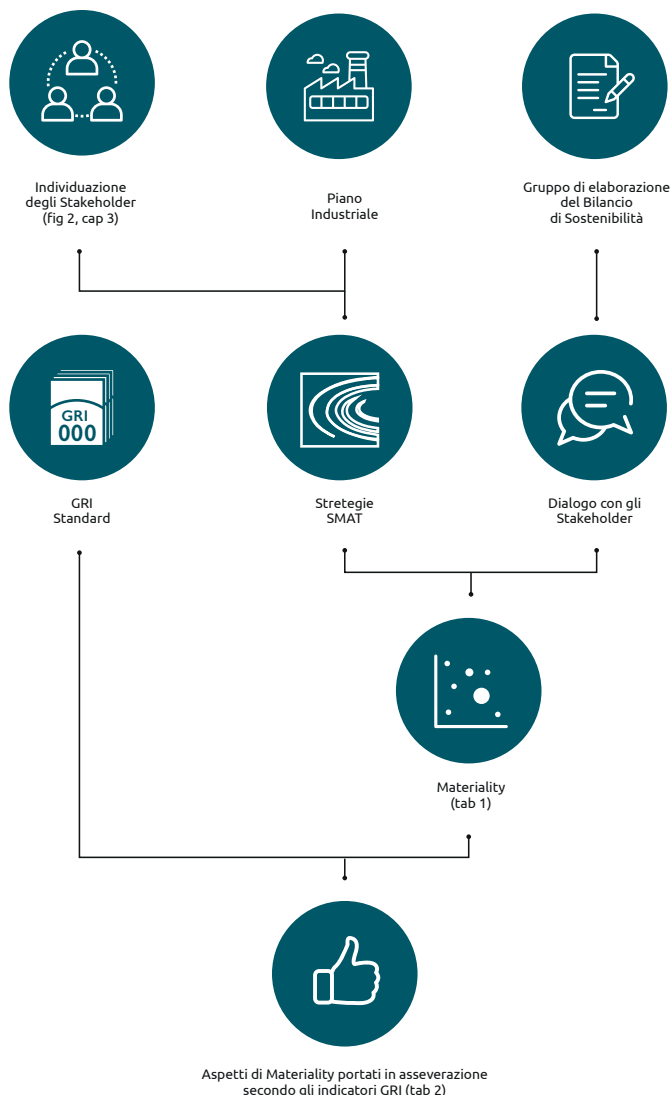 Individuazione
degli Stakeholder
(fig 2, cap 3)
Piano
Industriale
Gruppo di elaborazione
del Bilancio
di Sostenibilità
GRI
000
GRI
Standard
Stretegie
SMAT
Dialogo con gli
Stakeholder
Materiality
(tab 1)
Aspetti di Materiality portati in asseverazione
secondo gli indicatori GRI (tab 2)